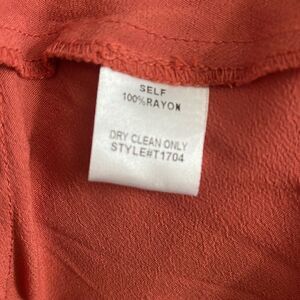 SELF
100%RAYON
DRY CLEAN ONLY
STYLE#T1704